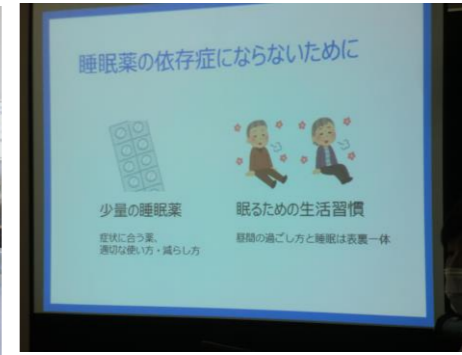 睡眠薬の依存症にならないために
少量の睡眠薬
症状に合う薬、
適切な使い方・減らし方
眠るための生活習慣
昼間の過ごし方と睡眠は表裏一体